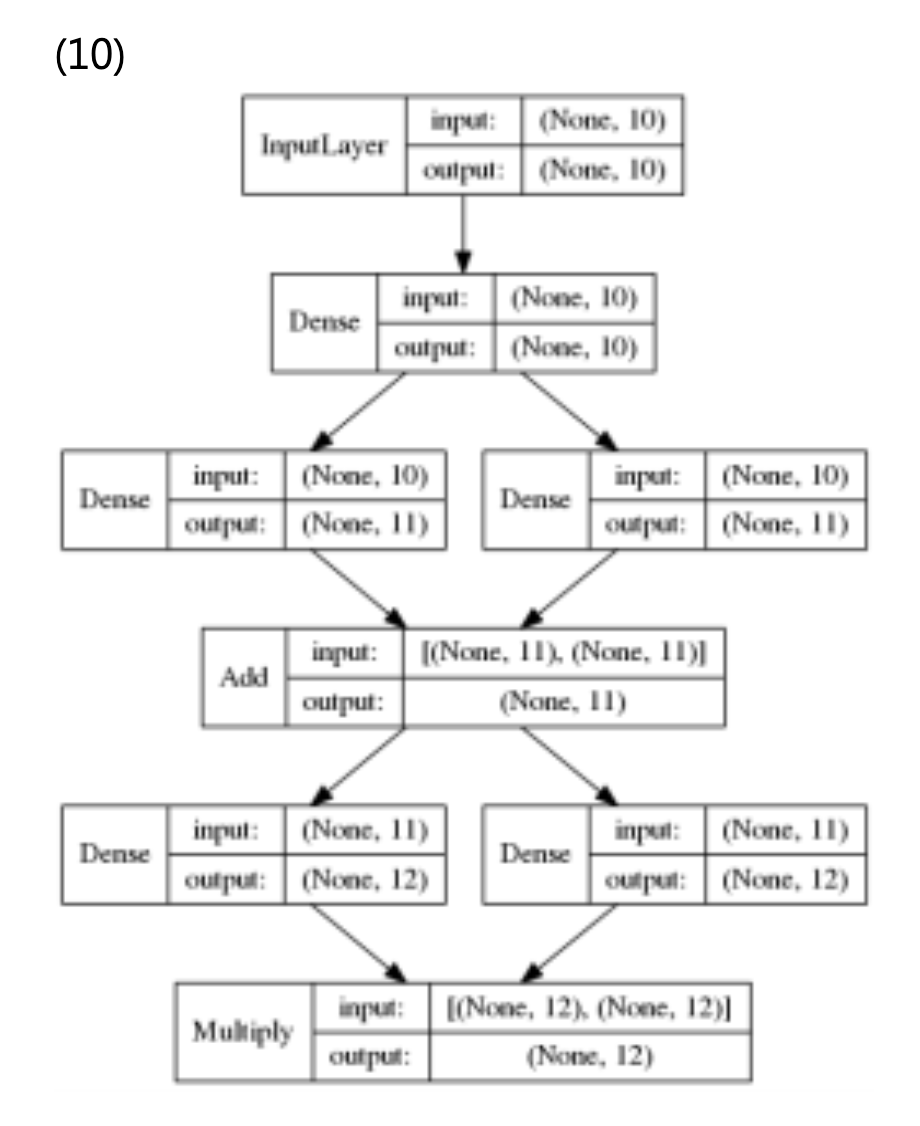 (10)
InputLayer input: (None, 10)
output: (None, 10)
Dense input: (None, 10)
output: (None, 10)
Dense input: (None, 10)
output: (None, 11)
Dense input: (None, 10)
output: (None, 11)
Add input: [(None, 11), (None, 11)]
output: (None, 11)
Dense input: (None, 11)
output: (None, 12)
Dense input: (None, 11)
output: (None, 12)
Multiply input: [(None, 12), (None, 12)]
output: (None, 12)